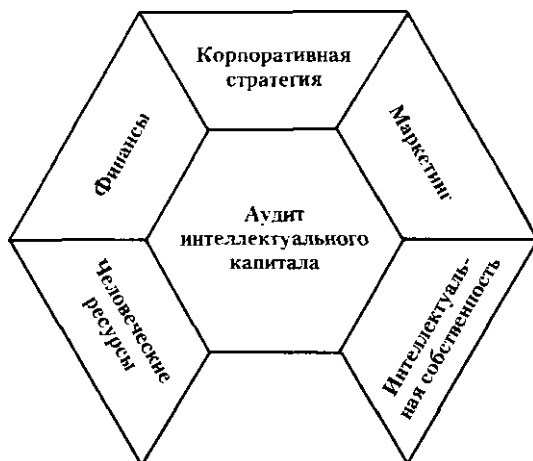 Корпоративная
стратегия
Финансы
Маркетинг
Аудит
интеллектуального
капитала
Человеческие
ресурсы
Интеллектуаль-
ная собственность